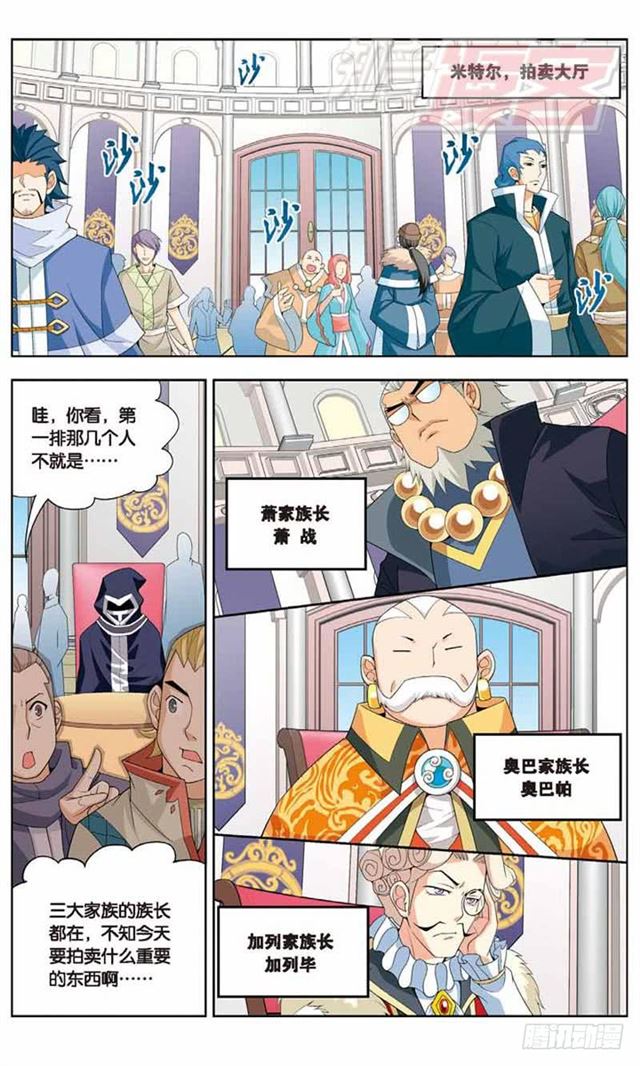 米特尔，拍卖大厅
沙
沙
沙
沙
沙
哇，你看，第
一排那几个人
不就是……
萧家族长
萧 战
奥巴家族长
奥巴帕
三大家族的族长
都在，不知今天
要拍卖什么重要
的东西啊……
加列家族长
加列毕
腾讯动漫